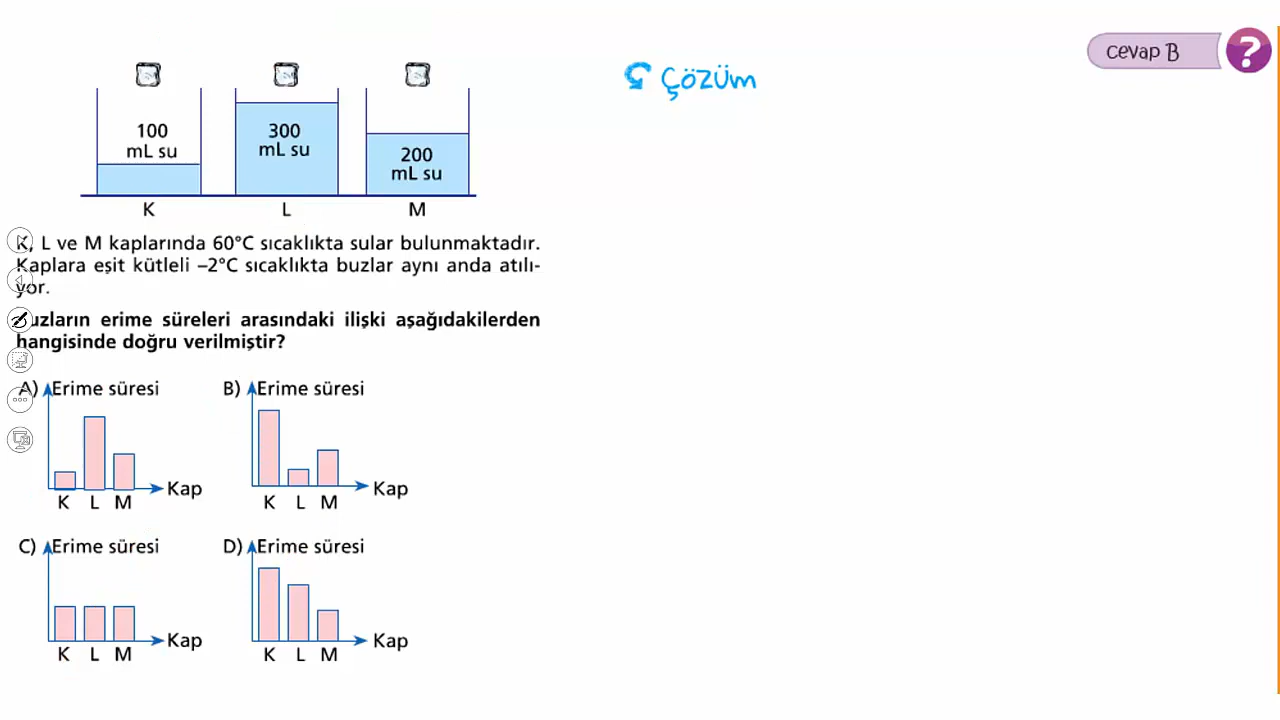 cevap B
?
Çözüm
100
mL su
300
mL su
200
mL su
K
L
M
K, L ve M kaplarında 60°C sıcaklıkta sular bulunmaktadır.
Kaplara eşit kütleli –2°C sıcaklıkta buzlar aynı anda atılı-
yor.
uzların erime süreleri arasındaki ilişki aşağıdakilerden
hangisinde doğru verilmiştir?
A) Erime süresi
Kap
K L M
B) Erime süresi
Kap
K L M
C) Erime süresi
Kap
K L M
D) Erime süresi
Kap
K L M